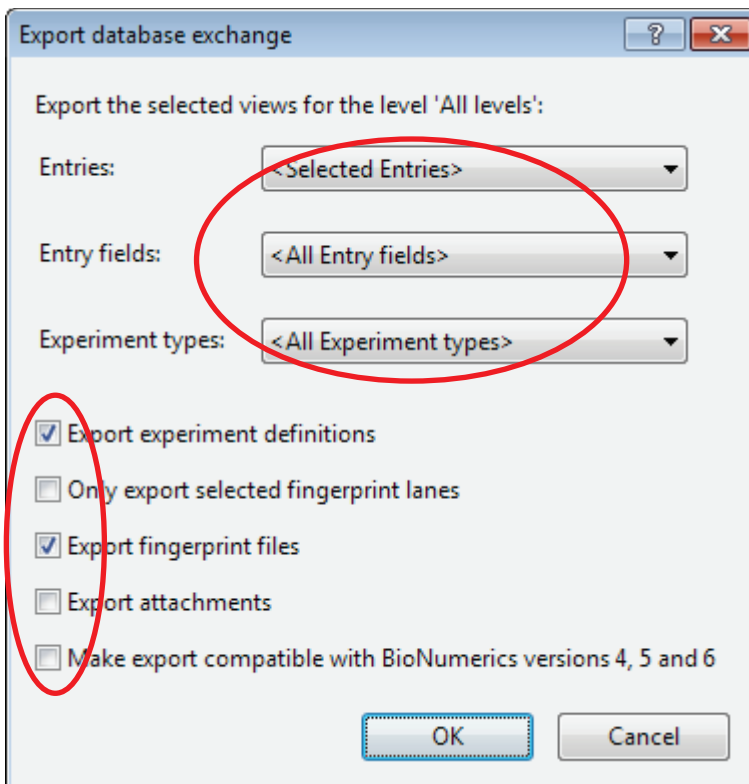 Export database exchange
Export the selected views for the level 'All levels':
Entries: <Selected Entries>
Entry fields: <All Entry fields>
Experiment types: <All Experiment types>
Export experiment definitions
Only export selected fingerprint lanes
Export fingerprint files
Export attachments
Make export compatible with BioNumerics versions 4, 5 and 6
OK Cancel